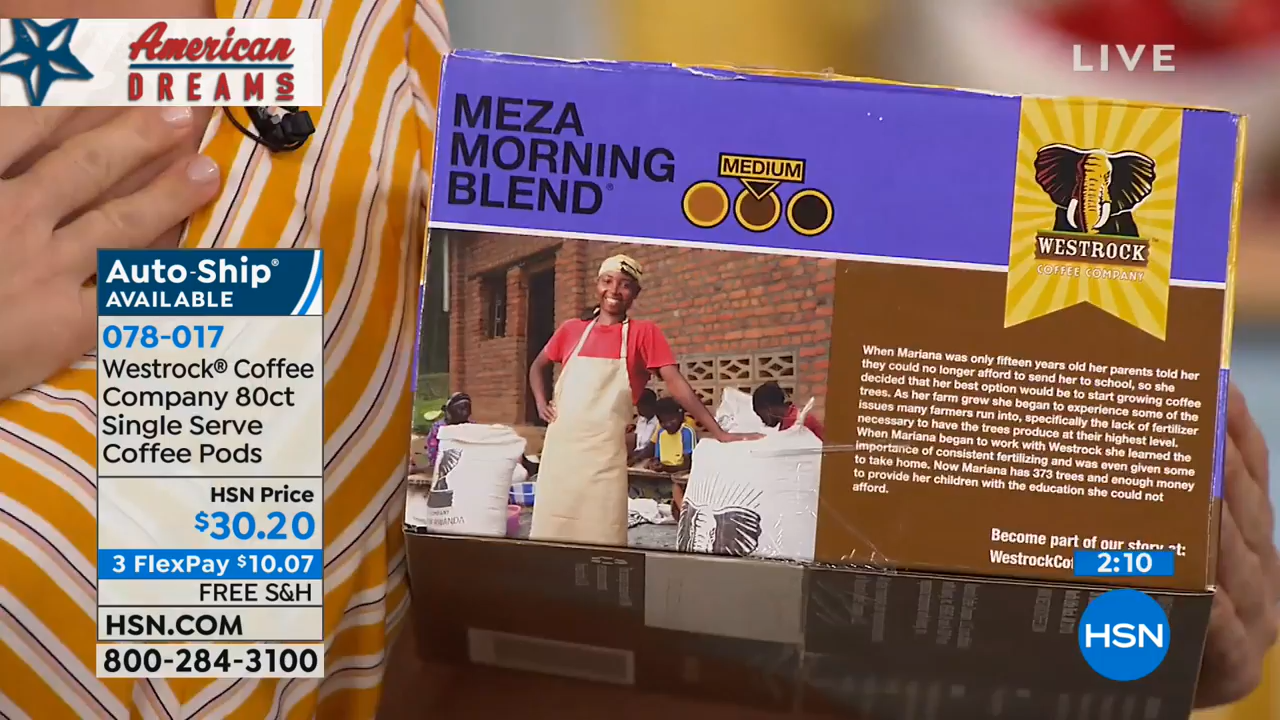 American
DREAMS
LIVE
MEZA
MORNING
BLEND®
MEDIUM
WESTROCK™
COFFEE COMPANY
When Mariana was only fifteen years old her parents told her
they could no longer afford to send her to school, so she
decided that her best option would be to start growing coffee
trees. As her farm grew she began to experience some of the
issues many farmers run into, specifically the lack of fertilizer
necessary to have the trees produce at their highest level.
When Mariana began to work with Westrock she learned the
importance of consistent fertilizing and was even given some
to take home. Now Mariana has 373 trees and enough money
to provide her children with the education she could not
afford.
Become part of our story at:
WestrockCof
Auto-Ship®
AVAILABLE
078-017
Westrock® Coffee
Company 80ct
Single Serve
Coffee Pods
HSN Price
$30.20
3 FlexPay $10.07
FREE S&H
HSN.COM
800-284-3100
2:10
HSN